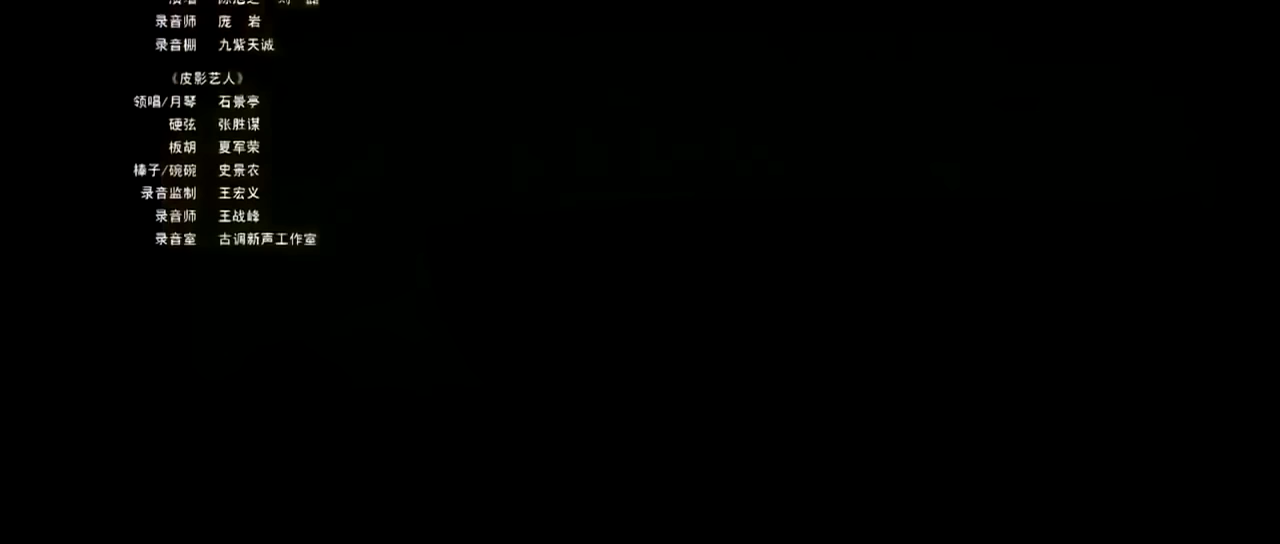 录音师 庞 岩
录音棚 九紫天诚
《皮影艺人》
领唱/月琴 石景亭
硬弦 张胜谋
板胡 夏军荣
棒子/碗碗 史景农
录音监制 王宏义
录音师 王战峰
录音室 古调新声工作室